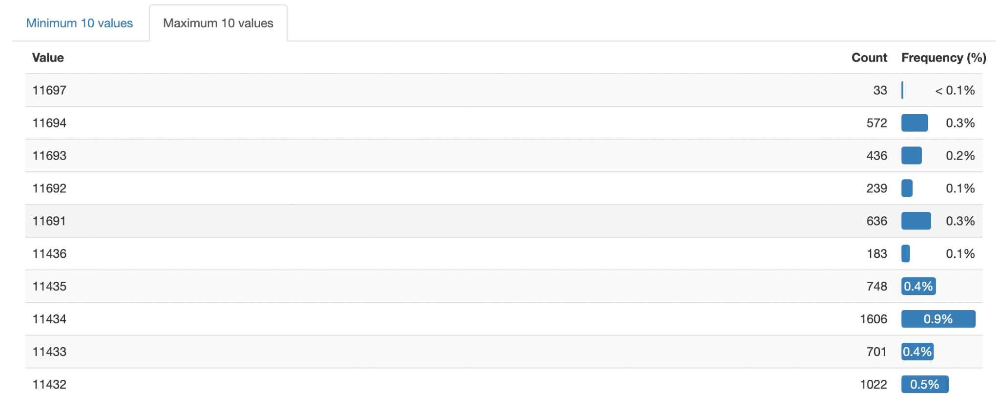 Minimum 10 values Maximum 10 values
Value Count Frequency (%)
11697 33 < 0.1%
11694 572 0.3%
11693 436 0.2%
11692 239 0.1%
11691 636 0.3%
11436 183 0.1%
11435 748 0.4%
11434 1606 0.9%
11433 701 0.4%
11432 1022 0.5%